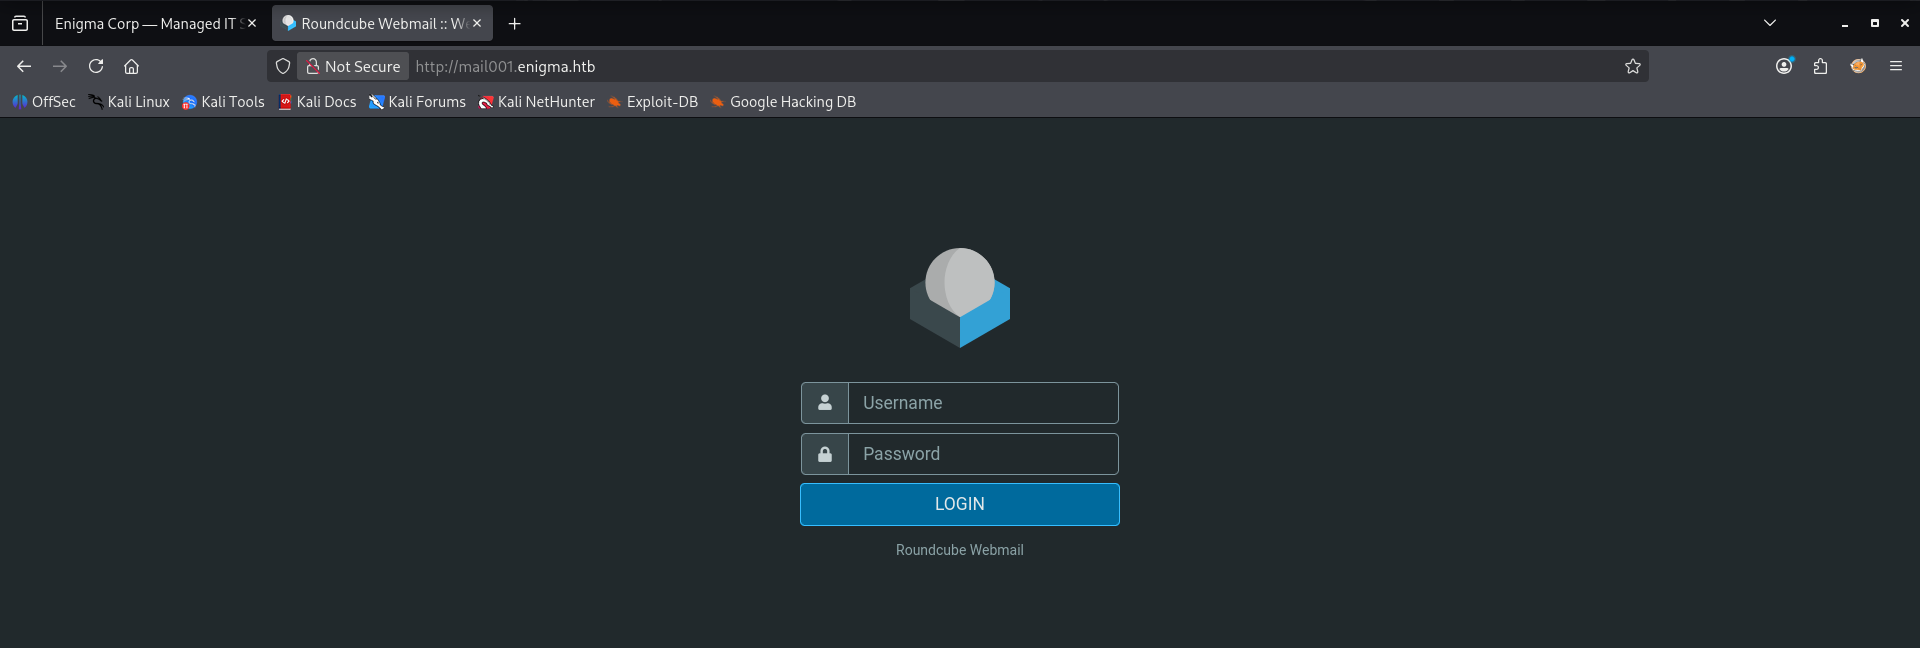 Enigma Corp — Managed IT S
Roundcube Webmail :: We
Not Secure
http://mail001.enigma.htb
OffSec
Kali Linux
Kali Tools
Kali Docs
Kali Forums
Kali NetHunter
Exploit-DB
Google Hacking DB
Username
Password
LOGIN
Roundcube Webmail